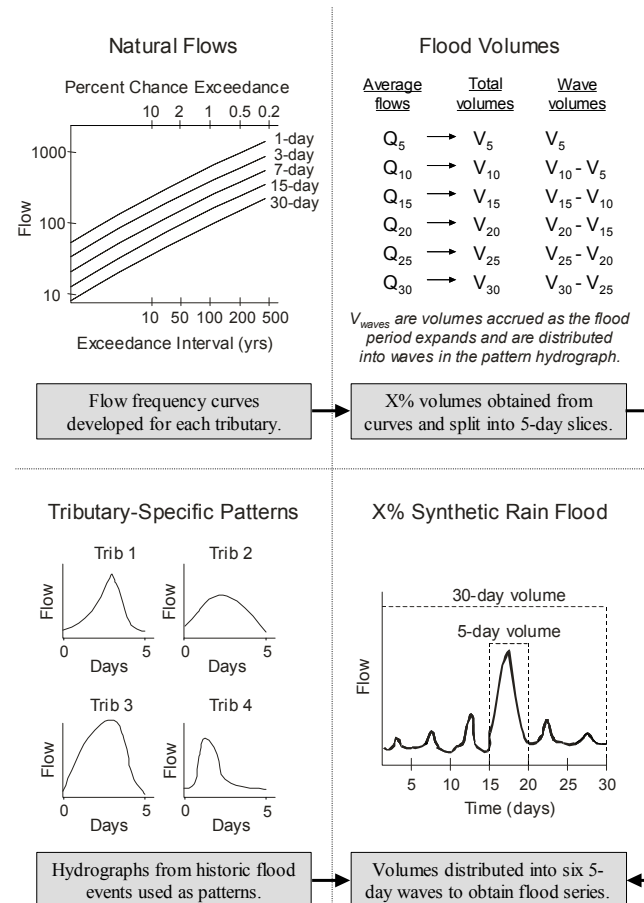 Natural Flows
Percent Chance Exceedance
10 2 1 0.5 0.2
1000
100
10
Flow
1-day
3-day
7-day
15-day
30-day
10 50 100 200 500
Exceedance Interval (yrs)
Flow frequency curves
developed for each tributary.
Flood Volumes
Average flows Total volumes Wave volumes
Q5 V5 V5
Q10 V10 - V5
Q15 V15 V15 - V10
Q20 V20 V20 - V15
Q25 V25 V25 - V20
Q30 V30 V30 - V25
Vwaves are volumes accrued as the flood
period expands and are distributed
into waves in the pattern hydrograph.
X% volumes obtained from
curves and split into 5-day slices.
Tributary-Specific Patterns
Trib 1
Flow
0 5
Days
Trib 2
Flow
0 5
Days
Trib 3
Flow
0 5
Days
Trib 4
Flow
0 5
Days
Hydrographs from historic flood
events used as patterns.
X% Synthetic Rain Flood
30-day volume
5-day volume
Flow
5 10 15 20 25 30
Time (days)
Volumes distributed into six 5-
day waves to obtain flood series.